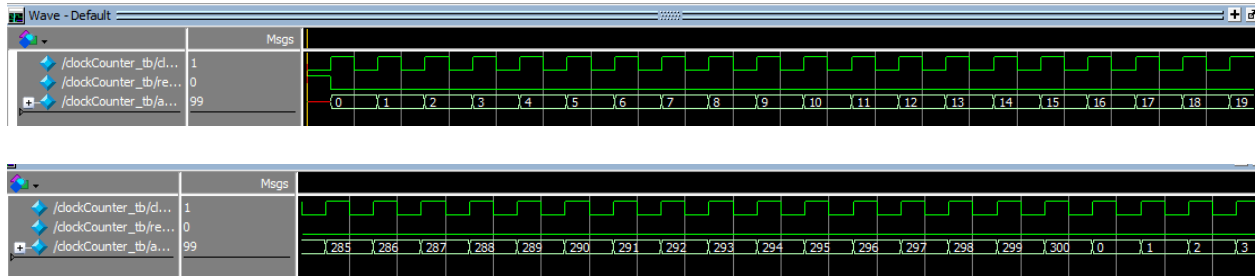 Wave - Default
Msgs
/clockCounter_tb/cl... 1
/clockCounter_tb/re... 0
/clockCounter_tb/a... 99 0 1 2 3 4 5 6 7 8 9 10 11 12 13 14 15 16 17 18 19
Msgs
/clockCounter_tb/cl... 1
/clockCounter_tb/re... 0
/clockCounter_tb/a... 99 285 286 287 288 289 290 291 292 293 294 295 296 297 298 299 300 0 1 2 3